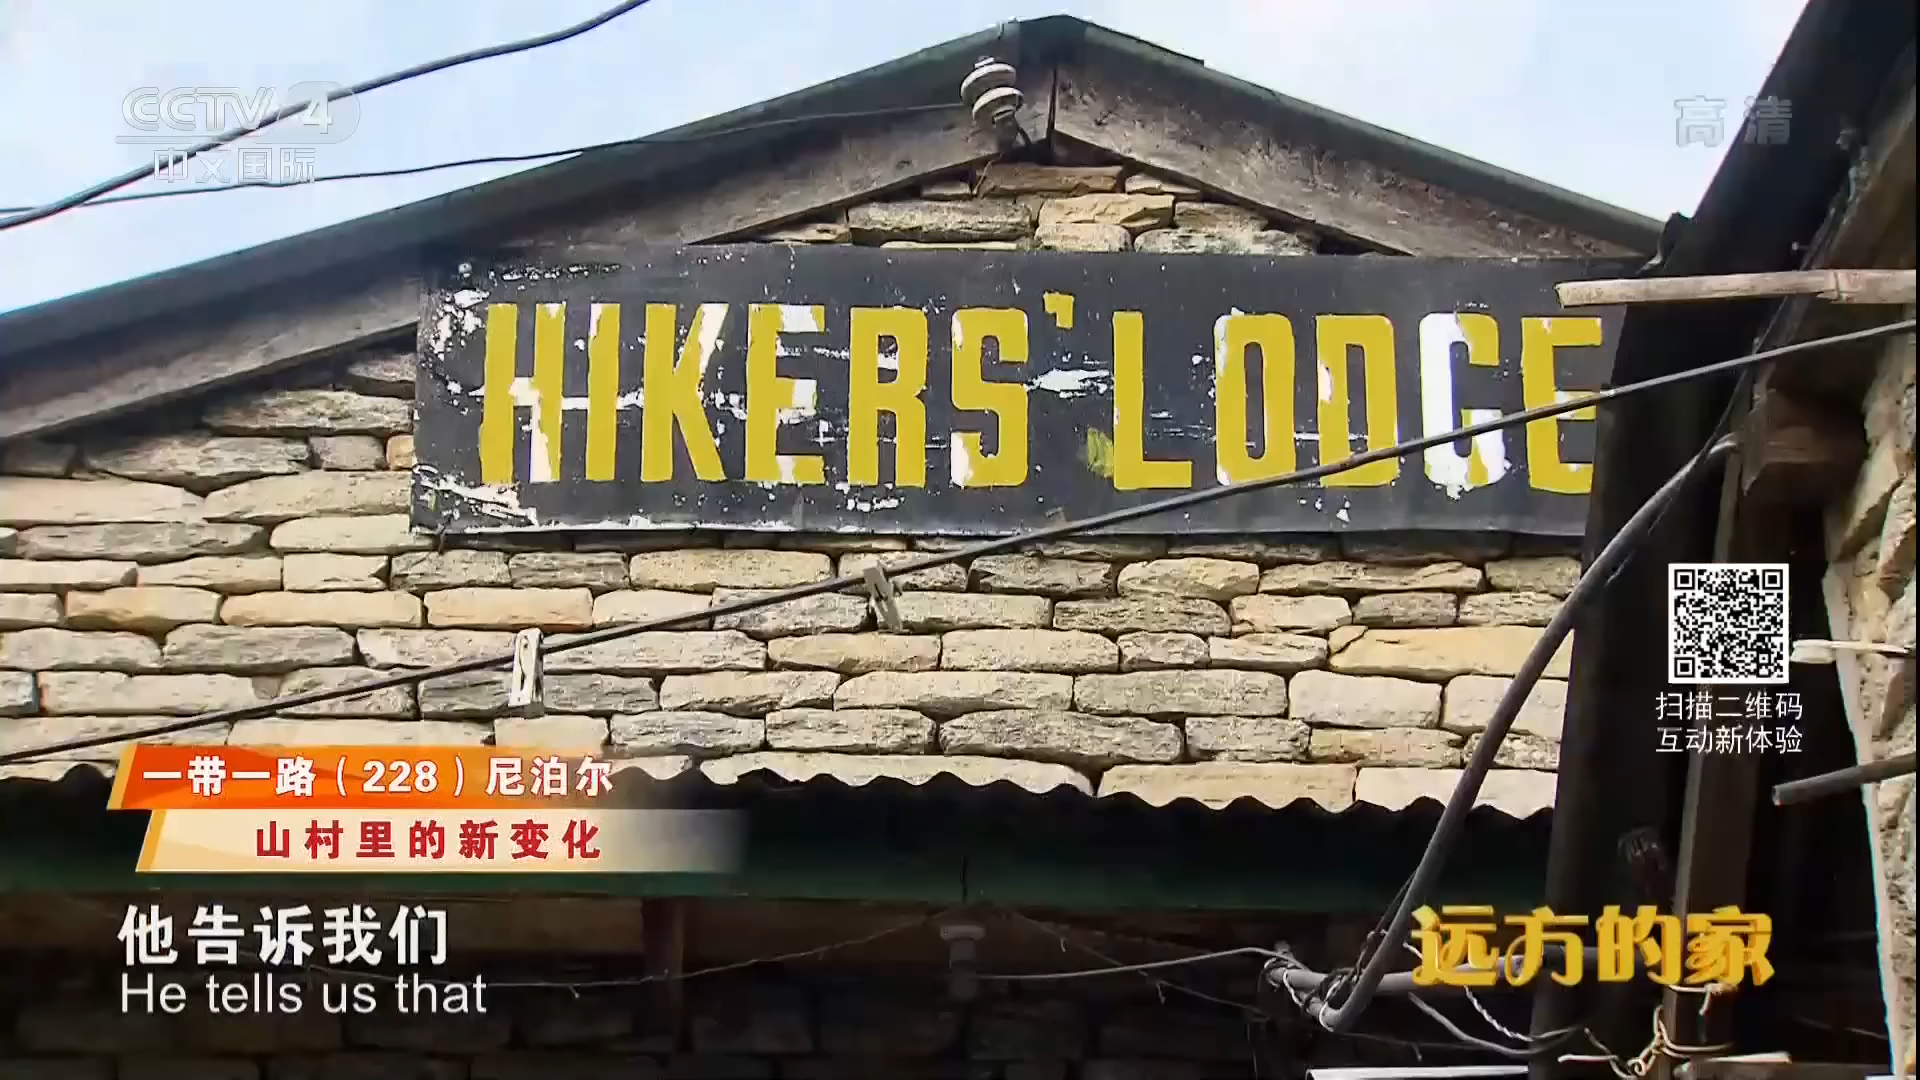 CCTV 4
中文国际
高清
HIKERS' LODGE
扫描二维码
互动新体验
一带一路（228）尼泊尔
山村里的新变化
他告诉我们
He tells us that
远方的家